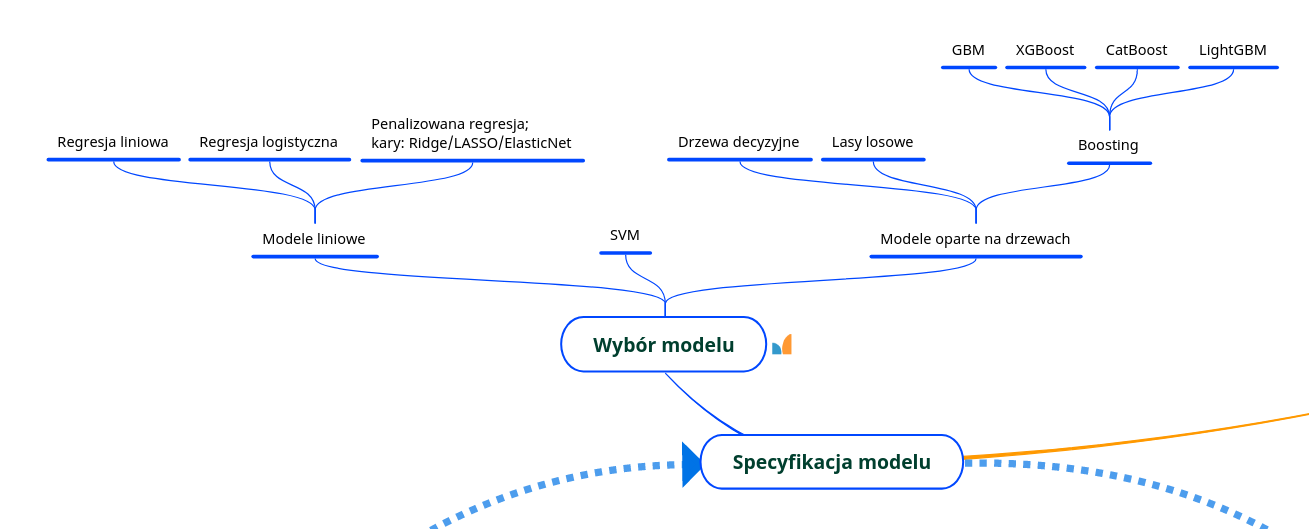 GBM
XGBoost
CatBoost
LightGBM
Regresja liniowa
Regresja logistyczna
Penalizowana regresja;
kary: Ridge/LASSO/ElasticNet
Drzewa decyzyjne
Lasy losowe
Boosting
Modele liniowe
SVM
Modele oparte na drzewach
Wybór modelu
Specyfikacja modelu